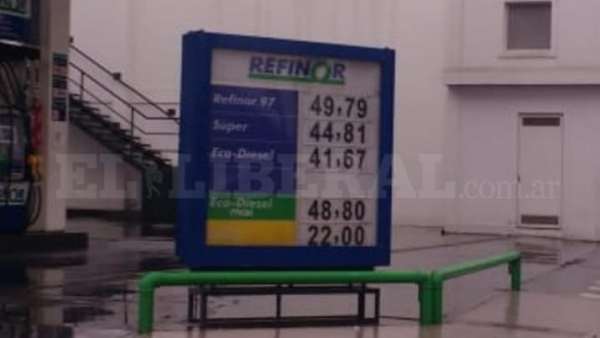 REFINOR
Refinor 97 49,79
Súper 44,81
Eco-Diesel 41,67
Eco-Diesel 48,80
22,00
EL LIBERAL.com.ar